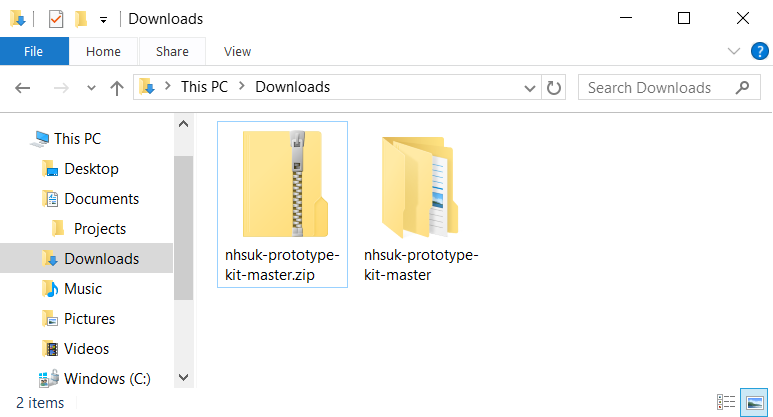 Downloads
File Home Share View
This PC Downloads
Search Downloads
This PC
Desktop
Documents
Projects
Downloads
Music
Pictures
Videos
Windows (C:)
nhsuk-prototype-
kit-master.zip
nhsuk-prototype-
kit-master
2 items